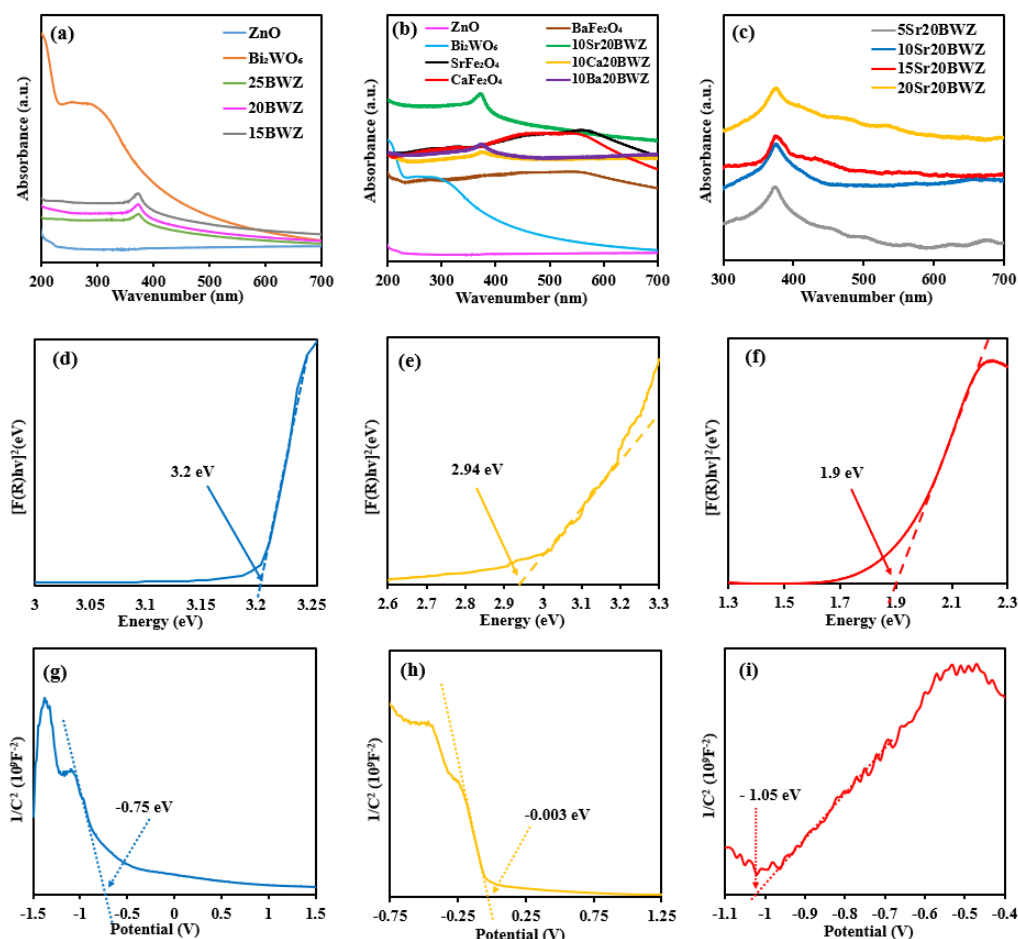 (a)
ZnO
Bi₂WO₆
25BWZ
20BWZ
15BWZ
Absorbance (a.u.)
200 300 400 500 600 700
Wavenumber (nm)
(b)
ZnO
Bi₂WO₆
SrFe₂O₄
CaFe₂O₄
BaFe₂O₄
10Sr20BWZ
10Ca20BWZ
10Ba20BWZ
Absorbance (a.u.)
200 300 400 500 600 700
Wavenumber (nm)
(c)
5Sr20BWZ
10Sr20BWZ
15Sr20BWZ
20Sr20BWZ
Absorbance (a.u.)
300 400 500 600 700
Wavenumber (nm)
(d)
3.2 eV
[F(R)hv]²(eV)
3 3.05 3.1 3.15 3.2 3.25
Energy (eV)
(e)
2.94 eV
[F(R)hv]²(eV)
2.6 2.7 2.8 2.9 3 3.1 3.2 3.3
Energy (eV)
(f)
1.9 eV
[F(R)hv]²(eV)
1.3 1.5 1.7 1.9 2.1 2.3
Energy (eV)
(g)
-0.75 eV
1/C² (10⁹F⁻²)
-1.5 -1 -0.5 0 0.5 1 1.5
Potential (V)
(h)
-0.003 eV
1/C² (10⁹F⁻²)
-0.75 -0.25 0.25 0.75 1.25
Potential (V)
(i)
- 1.05 eV
1/C² (10⁹F⁻²)
-1.1 -1 -0.9 -0.8 -0.7 -0.6 -0.5 -0.4
Potential (V)